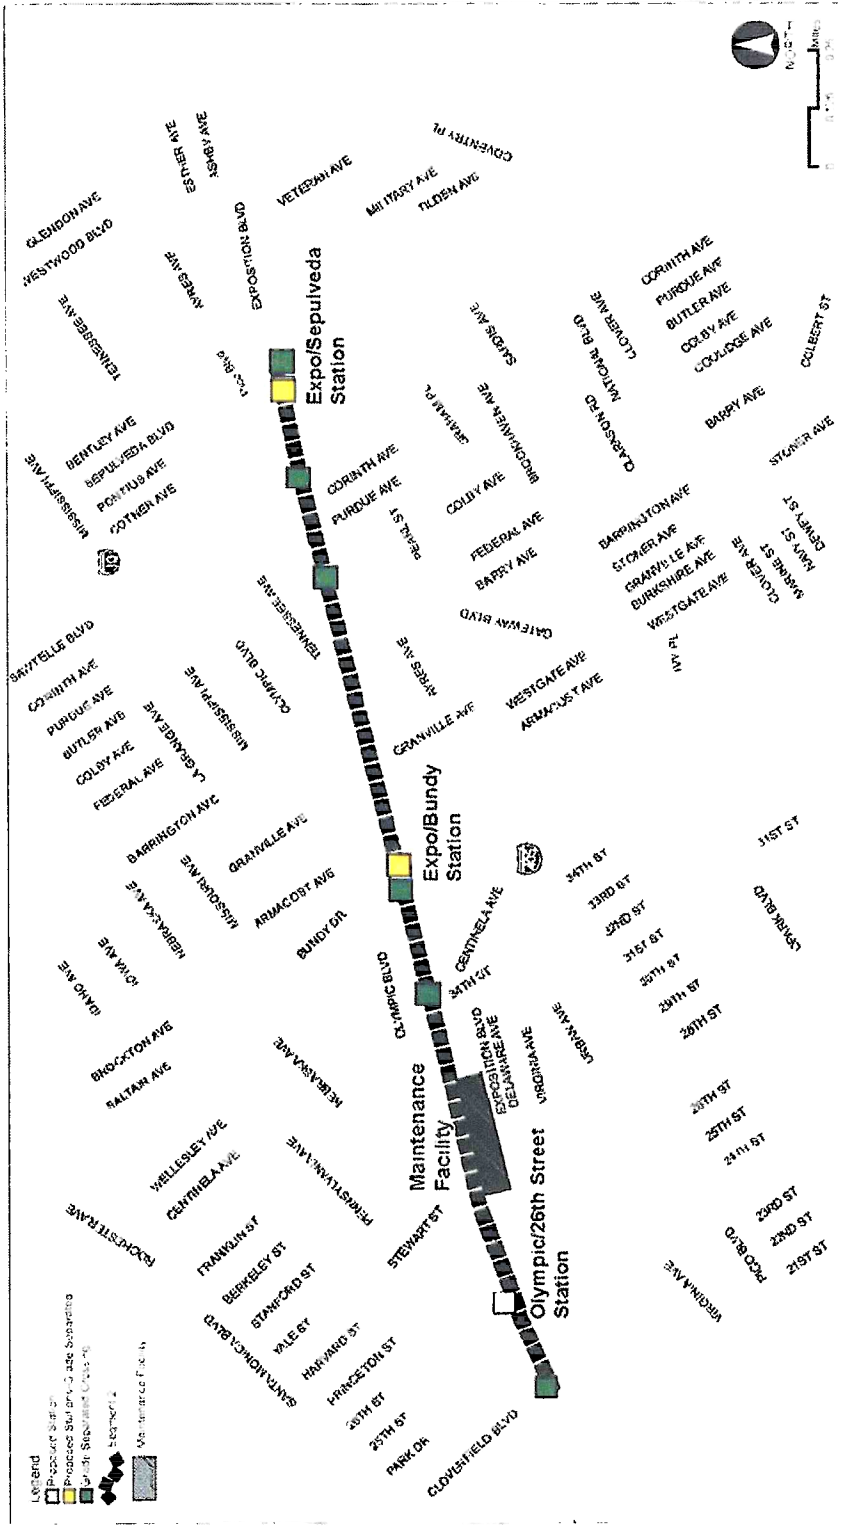 NORTH
Miles
0
GLENDON AVE
WESTWOOD BLVD
ESTHER AVE
ASHBY AVE
TENNESSEE AVE
AYRES AVE
EXPOSITION BLVD
VETERAN AVE
MILITARY AVE
TILDEN AVE
COVENTRY PL
Pico Blvd
Expo/Sepulveda
Station
MISSISSIPPI AVE
BENTLEY AVE
SEPULVEDA BLVD
PONTIUS AVE
COTNER AVE
CORINTH AVE
PURDUE AVE
PEARL ST
GRAHAM PL
SARDIS AVE
BROOKHAVEN AVE
COLBY AVE
FEDERAL AVE
BARRY AVE
NATIONAL BLVD
CLOVER AVE
CLARKSON RD
CORINTH AVE
PURDUE AVE
BUTLER AVE
COLBY AVE
COOLIDGE AVE
COLBERT ST
BARRY AVE
STONER AVE
BARRINGTON AVE
STONER AVE
GRANVILLE AVE
BURKSHIRE AVE
WESTGATE AVE
CLOVER AVE
MARINE ST
NAVY ST
DEWEY ST
IVY PL
GATEWAY BLVD
SAWTELLE BLVD
CORINTH AVE
PURDUE AVE
BUTLER AVE
COLBY AVE
FEDERAL AVE
LA GRANGE AVE
MISSISSIPPI AVE
OLYMPIC BLVD
TENNESSEE AVE
AYRES AVE
GRANVILLE AVE
WESTGATE AVE
ARMACOST AVE
BARRINGTON AVE
GRANVILLE AVE
ARMACOST AVE
BUNDY DR
MISSOURI AVE
NEBRASKA AVE
IOWA AVE
IDAHO AVE
Expo/Bundy
Station
OLYMPIC BLVD
CENTINELA AVE
34TH ST
34TH ST
33RD ST
32ND ST
31ST ST
30TH ST
29TH ST
28TH ST
31ST ST
OPARK BLVD
BROCKTON AVE
SALTAIR AVE
NEBRASKA AVE
Maintenance
Facility
EXPOSITION BLVD
DELAWARE AVE
VIRGINIA AVE
URBAN AVE
WELLESLEY AVE
CENTINELA AVE
PENNSYLVANIA AVE
STEWART ST
ROCHESTER AVE
FRANKLIN ST
BERKELEY ST
STANFORD ST
YALE ST
HARVARD ST
PRINCETON ST
SANTA MONICA BLVD
26TH ST
25TH ST
PARK DR
CLOVERFIELD BLVD
Olympic/26th Street
Station
26TH ST
25TH ST
24TH ST
23RD ST
22ND ST
21ST ST
PICO BLVD
VIRGINIA AVE
Legend
Proposed Station
Proposed Station-Grade Separated
Grade Separated Crossing
Segment 2
Maintenance Facility